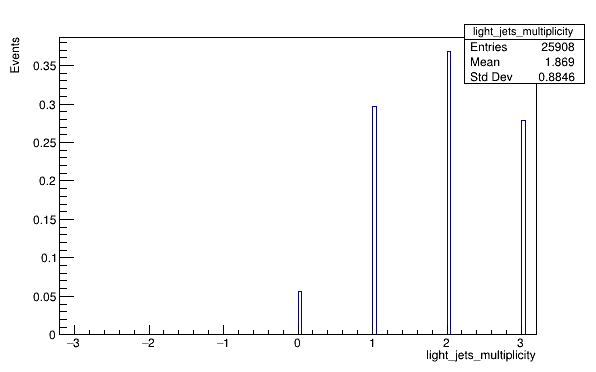 light_jets_multiplicity
Entries 25908
Mean 1.869
Std Dev 0.8846
Events
0.35
0.3
0.25
0.2
0.15
0.1
0.05
0
−3 −2 −1 0 1 2 3
light_jets_multiplicity